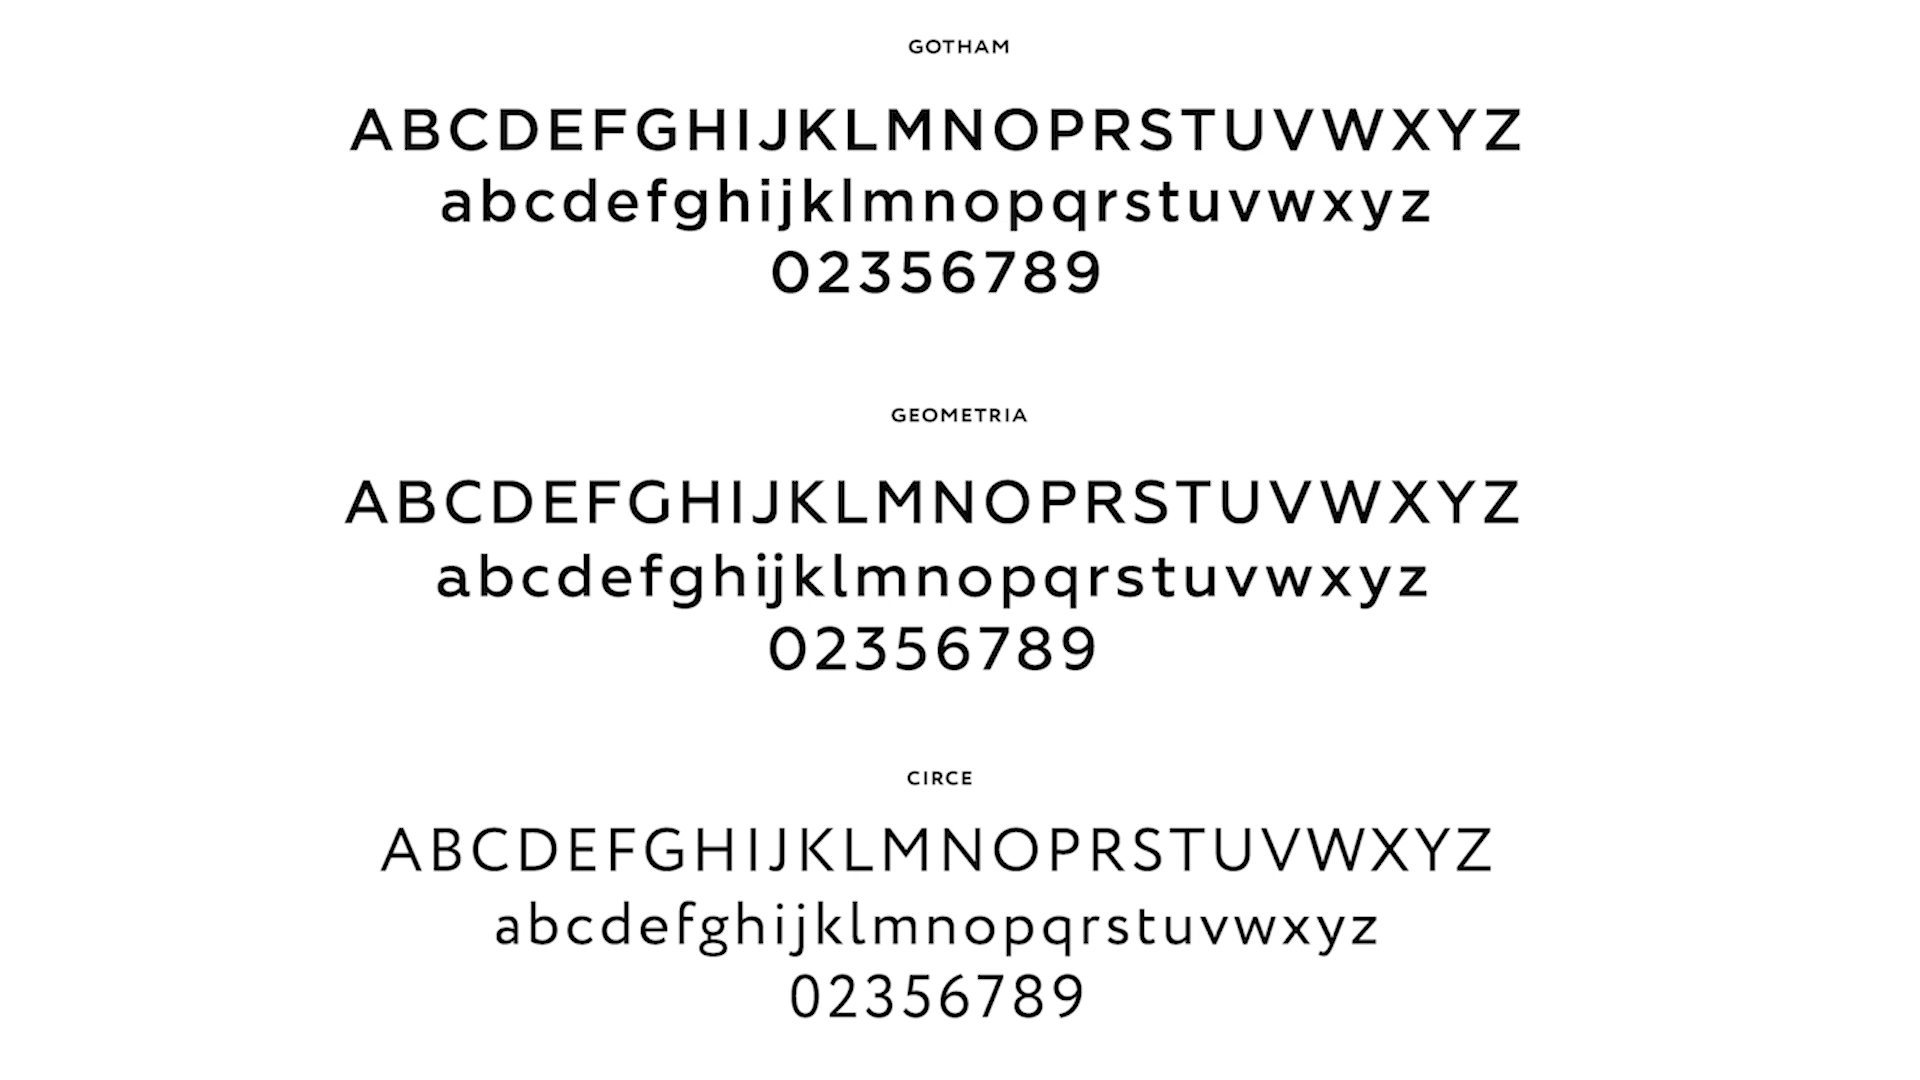 GOTHAM
ABCDEFGHIJKLMNOPRSTUVWXYZ
abcdefghijklmnopqrstuvwxyz
02356789
GEOMETRIA
ABCDEFGHIJKLMNOPRSTUVWXYZ
abcdefghijklmnopqrstuvwxyz
02356789
CIRCE
ABCDEFGHIJKLMNOPRSTUVWXYZ
abcdefghijklmnopqrstuvwxyz
02356789